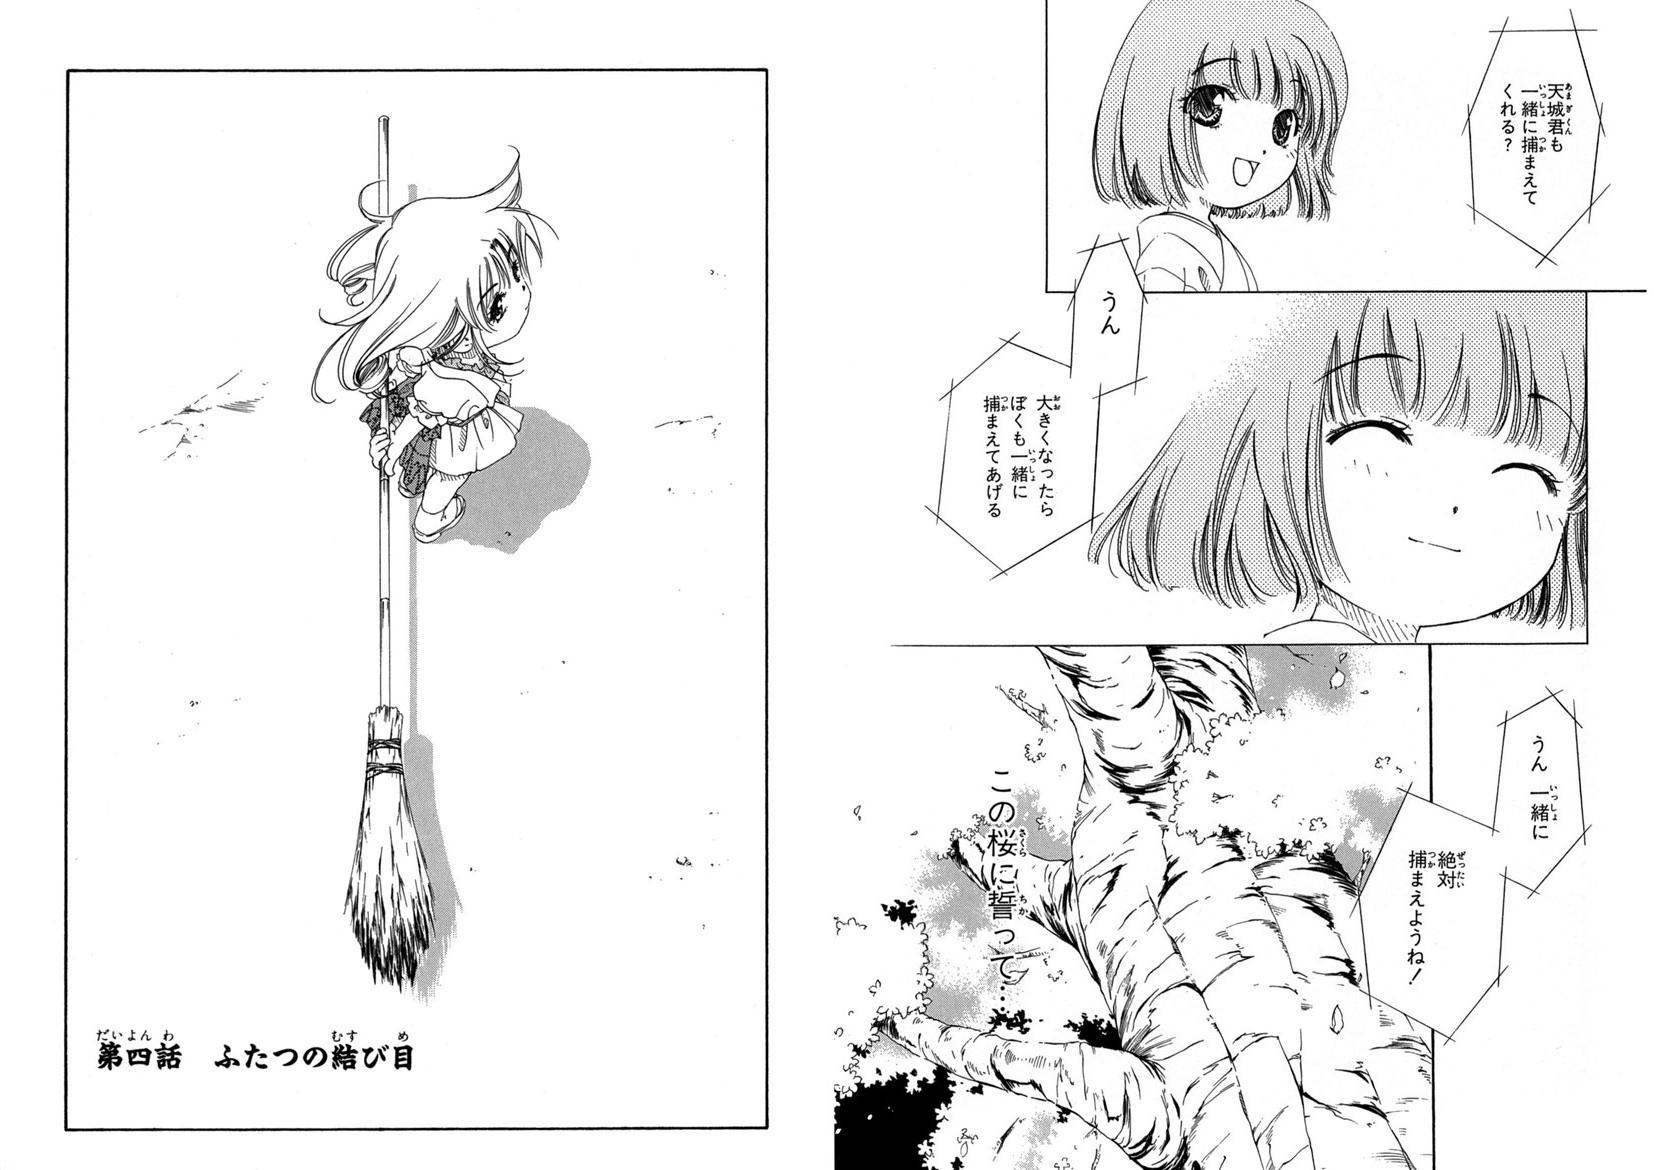 天城君も
一緒に捕まえて
くれる?
うん
大きくなったら
ぼくも一緒に
捕まえてあげる
うん 一緒に
絶対
捕まえようね!
この桜に誓って…
第四話 ふたつの結び目